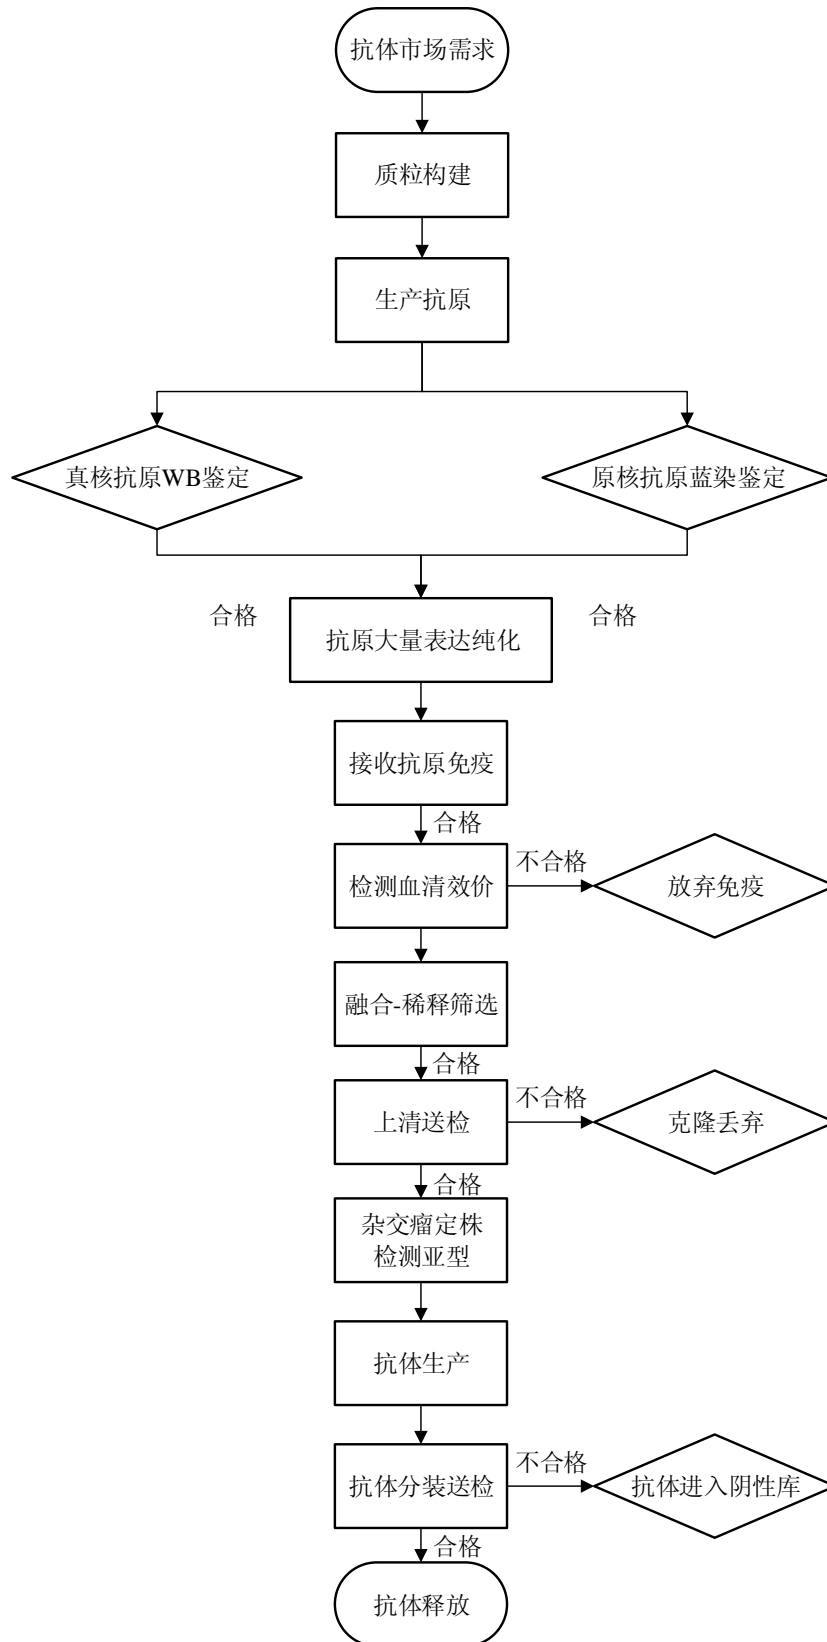 抗体市场需求
质粒构建
生产抗原
真核抗原WB鉴定
原核抗原蓝染鉴定
合格
抗原大量表达纯化
合格
接收抗原免疫
合格
检测血清效价
不合格
放弃免疫
融合-稀释筛选
合格
上清送检
不合格
克隆丢弃
合格
杂交瘤定株
检测亚型
抗体生产
抗体分装送检
不合格
抗体进入阴性库
合格
抗体释放